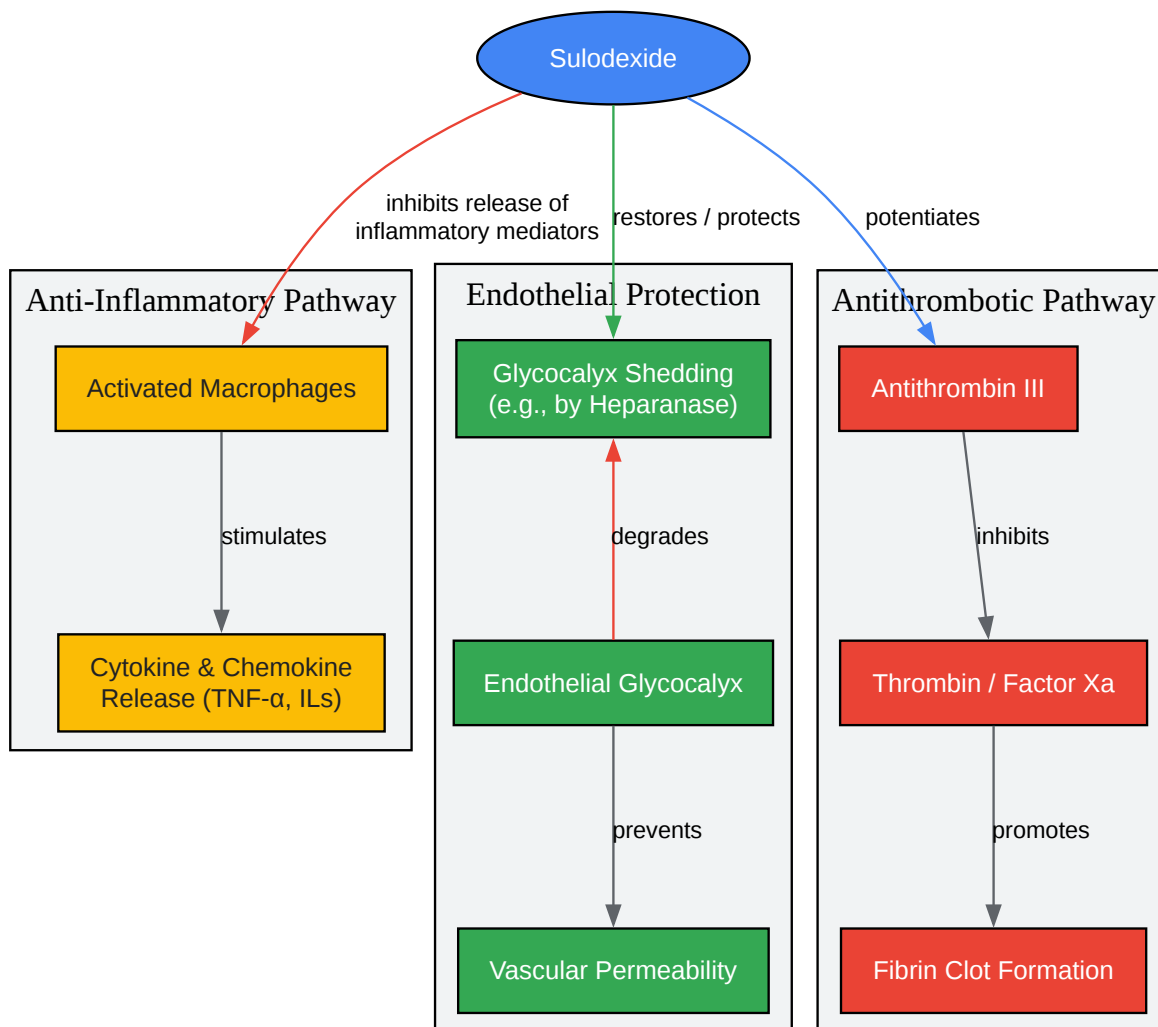 Sulodexide
inhibits release of
inflammatory mediators
restores / protects
potentiates
Anti-Inflammatory Pathway
Endothelial Protection
Antithrombotic Pathway
Activated Macrophages
Glycocalyx Shedding
(e.g., by Heparanase)
Antithrombin III
stimulates
degrades
inhibits
Cytokine & Chemokine
Release (TNF-α, ILs)
Endothelial Glycocalyx
Thrombin / Factor Xa
prevents
promotes
Vascular Permeability
Fibrin Clot Formation